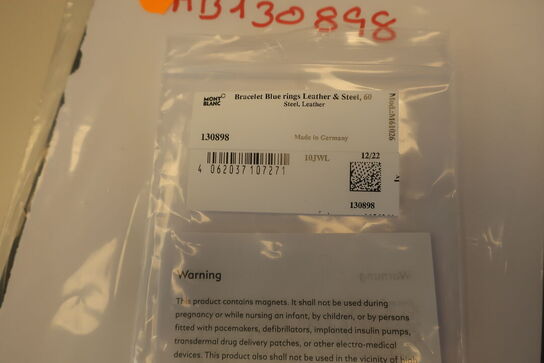 MB130898
MONT
BLANC
Bracelet Blue rings Leather & Steel, 60
Steel, Leather
Mod.:M61026
130898
Made in Germany
10JWL
12/22
4 062037 107271
130898
Warning
This product contains magnets. It shall not be used during
pregnancy or while nursing an infant, by children, or by persons
fitted with pacemakers, defibrillators, implanted insulin pumps,
transdermal drug delivery patches, or other electro-medical
devices. This product also shall not be used in the vicinity of high